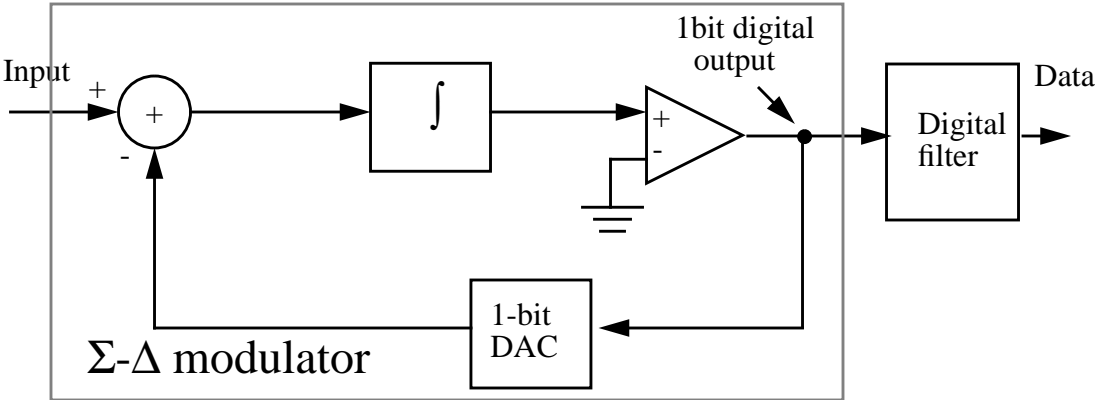 1bit digital
output
Input
Data
+
+
-
∫
+
-
Digital
filter
1-bit
DAC
Σ-Δ modulator